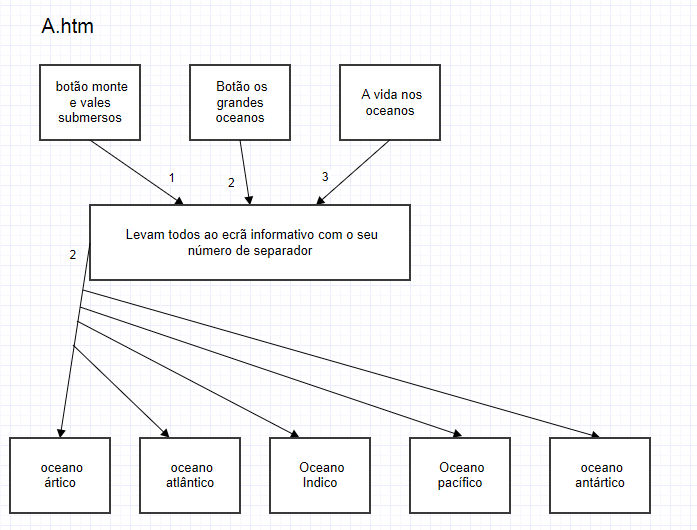 A.htm
botão monte
e vales
submersos
Botão os
grandes
oceanos
A vida nos
oceanos
1
2
3
Levam todos ao ecrã informativo com o seu
número de separador
2
oceano
ártico
oceano
atlântico
Oceano
Indico
Oceano
pacífico
oceano
antártico